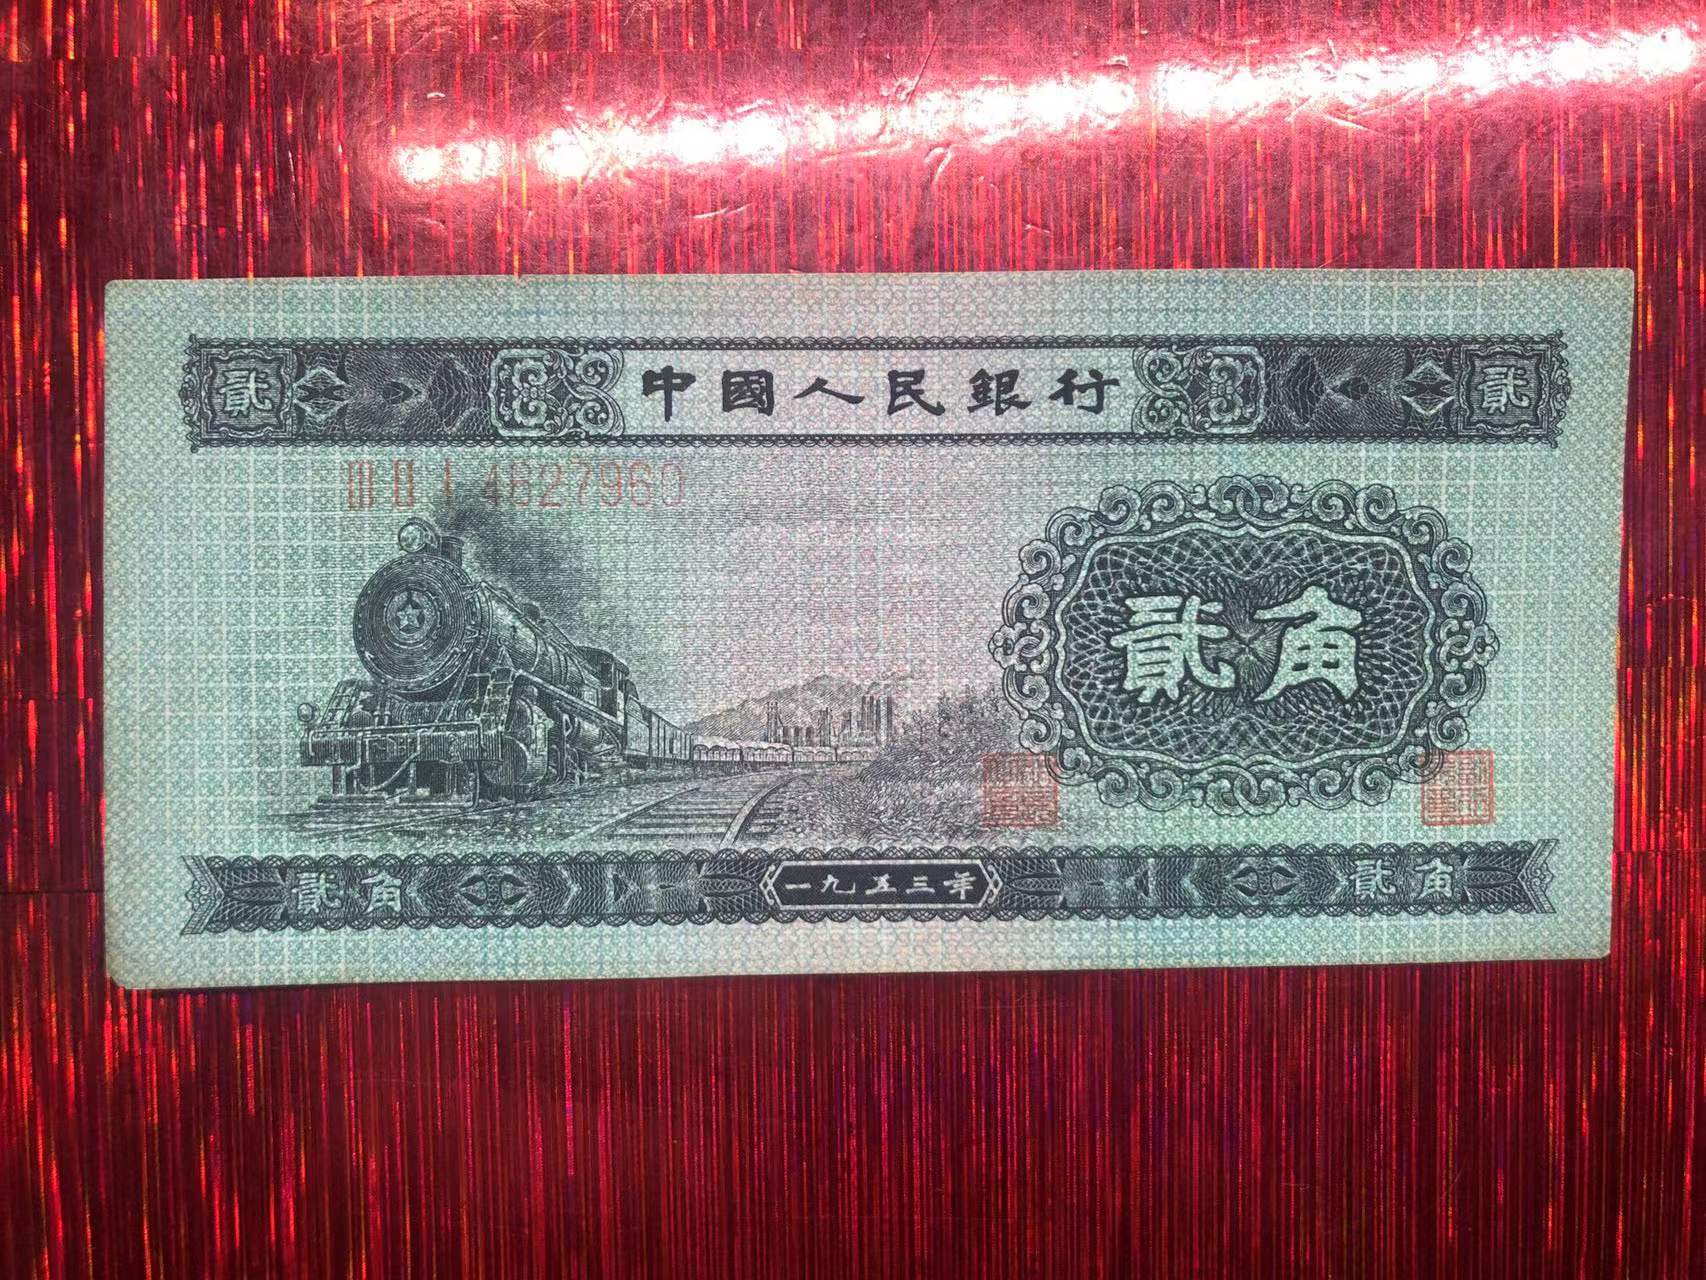 貳 中國人民銀行 貳
III II I 4627960
貳角
貳角 一九五三年 貳角